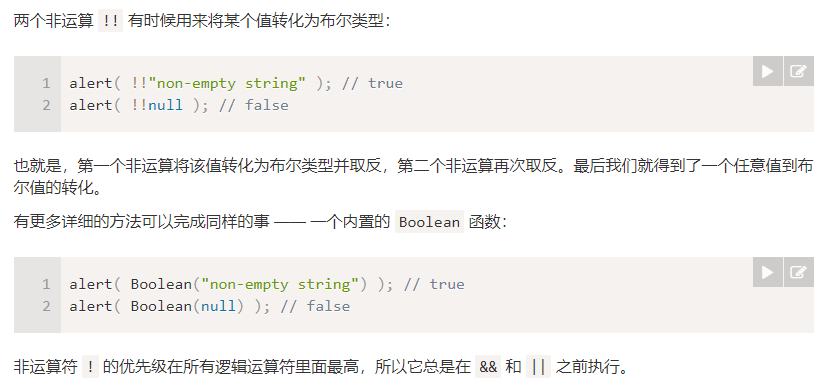 两个非运算 !! 有时候用来将某个值转化为布尔类型：
1 alert( !!"non-empty string" ); // true
2 alert( !!null ); // false
也就是，第一个非运算将该值转化为布尔类型并取反，第二个非运算再次取反。最后我们就得到了一个任意值到布
尔值的转化。
有更多详细的方法可以完成同样的事 —— 一个内置的 Boolean 函数：
1 alert( Boolean("non-empty string") ); // true
2 alert( Boolean(null) ); // false
非运算符 ! 的优先级在所有逻辑运算符里面最高，所以它总是在 && 和 || 之前执行。